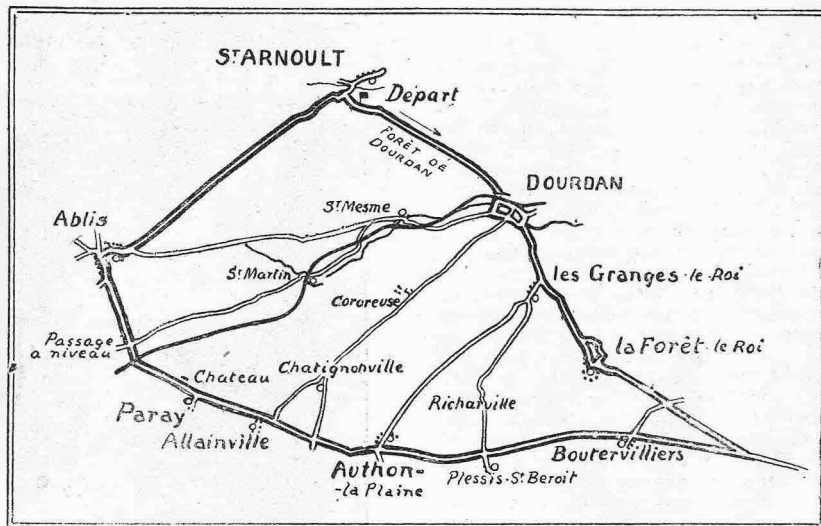 ST ARNOULT
Départ
FORÊT DE
DOURDAN
DOURDAN
St Mesme
Ablis
St Martin
les Granges-le-Roi
Corureuse
Passage
a niveau
la Forêt-le Roi
Chateau
Chatignonville
Paray
Richarville
Allainville
Authon-
-la Plaine
Boutervilliers
Plessis-St Benoit